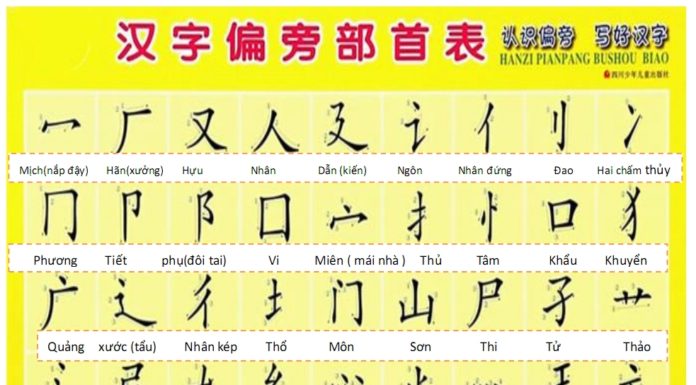 汉字偏旁部首表 认识偏旁 写好汉字
HANZI PIANPANG BUSHOU BIAO
四川少年儿童出版社
冖 厂 又 人 廴 讠 亻 刂 冫
Mịch(nắp đậy) Hãn(xưởng) Hựu Nhân Dẫn (kiến) Ngôn Nhân đứng Đao Hai chấm thủy
冂 卩 阝 囗 宀 扌 忄 口 犭
Phương Tiết phụ(đôi tai) Vi Miên ( mái nhà ) Thủ Tâm Khẩu Khuyển
广 辶 彳 土 门 山 尸 子 艹
Quảng xước (tẩu) Nhân kép Thổ Môn Sơn Thi Tử Thảo